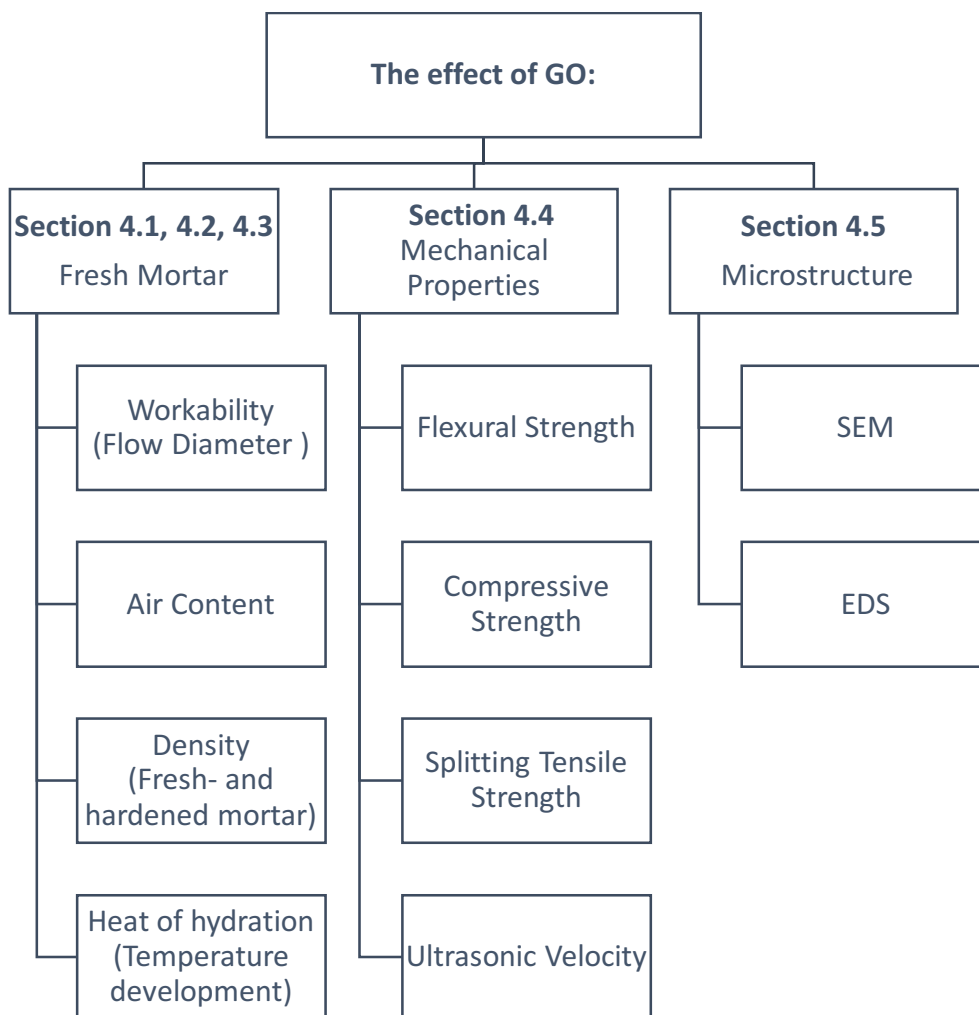 The effect of GO:
Section 4.1, 4.2, 4.3
Fresh Mortar
Workability
(Flow Diameter )
Air Content
Density
(Fresh- and
hardened mortar)
Heat of hydration
(Temperature
development)
Section 4.4
Mechanical
Properties
Flexural Strength
Compressive
Strength
Splitting Tensile
Strength
Ultrasonic Velocity
Section 4.5
Microstructure
SEM
EDS